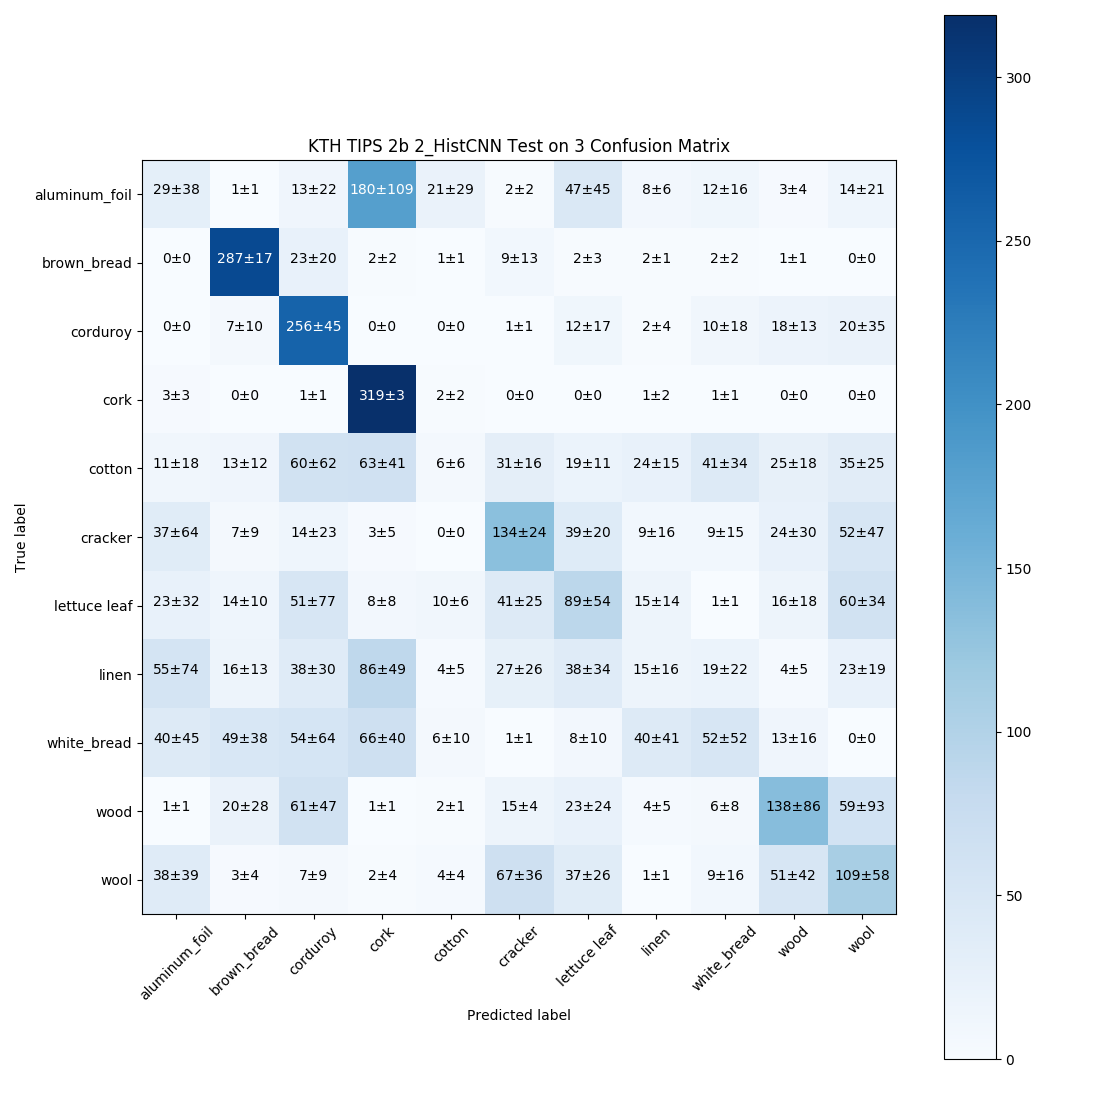 KTH TIPS 2b 2_HistCNN Test on 3 Confusion Matrix
aluminum_foil 29±38 1±1 13±22 180±109 21±29 2±2 47±45 8±6 12±16 3±4 14±21
brown_bread 0±0 287±17 23±20 2±2 1±1 9±13 2±3 2±1 2±2 1±1 0±0
corduroy 0±0 7±10 256±45 0±0 0±0 1±1 12±17 2±4 10±18 18±13 20±35
cork 3±3 0±0 1±1 319±3 2±2 0±0 0±0 1±2 1±1 0±0 0±0
cotton 11±18 13±12 60±62 63±41 6±6 31±16 19±11 24±15 41±34 25±18 35±25
cracker 37±64 7±9 14±23 3±5 0±0 134±24 39±20 9±16 9±15 24±30 52±47
lettuce leaf 23±32 14±10 51±77 8±8 10±6 41±25 89±54 15±14 1±1 16±18 60±34
linen 55±74 16±13 38±30 86±49 4±5 27±26 38±34 15±16 19±22 4±5 23±19
white_bread 40±45 49±38 54±64 66±40 6±10 1±1 8±10 40±41 52±52 13±16 0±0
wood 1±1 20±28 61±47 1±1 2±1 15±4 23±24 4±5 6±8 138±86 59±93
wool 38±39 3±4 7±9 2±4 4±4 67±36 37±26 1±1 9±16 51±42 109±58
aluminum_foil brown_bread corduroy cork cotton cracker lettuce leaf linen white_bread wood wool
Predicted label
True label
300
250
200
150
100
50
0